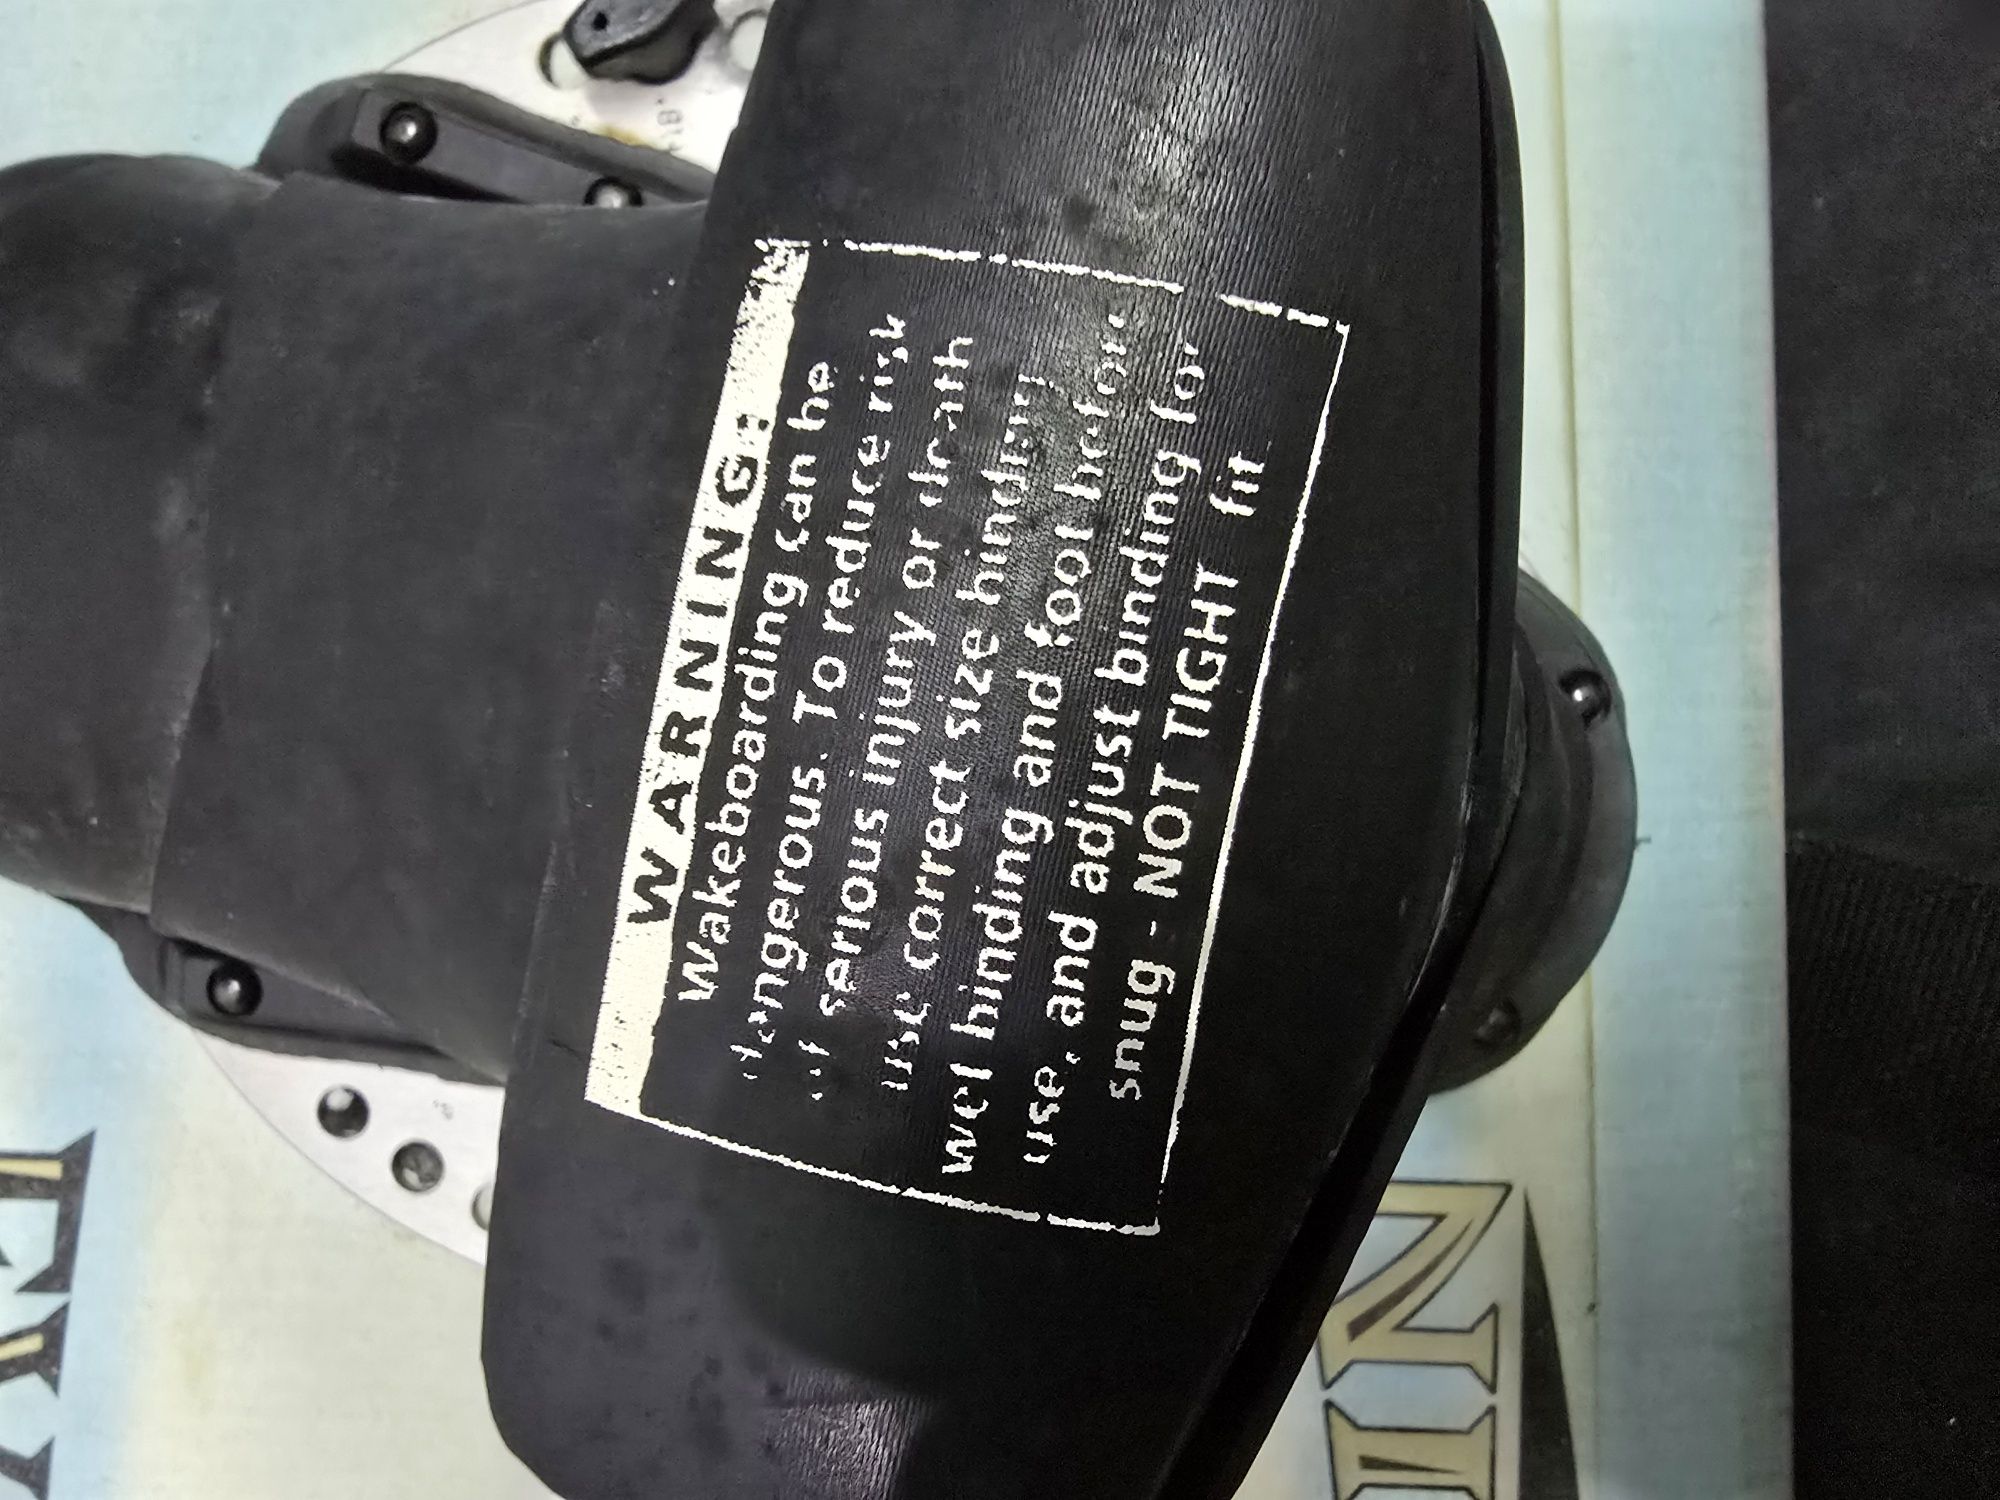 WARNING:
Wakeboarding can be
dangerous. To reduce risk
of serious injury or death
use correct size binding,
wet binding and foot before
use, and adjust binding for
snug - NOT TIGHT fit